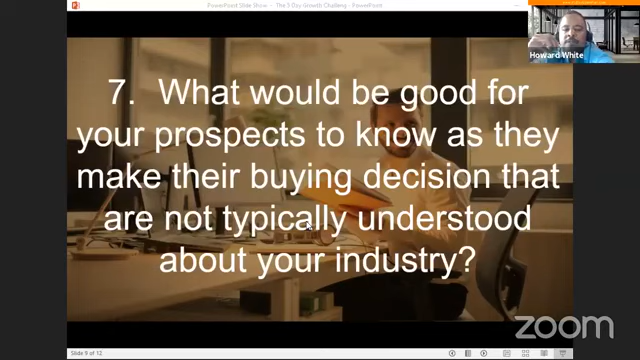 PowerPoint Slide Show - The 9 Day Growth Challeng - PowerPoint
Howard White
7. What would be good for
your prospects to know as they
make their buying decision that
are not typically understood
about your industry?
zoom
Slide 9 of 12